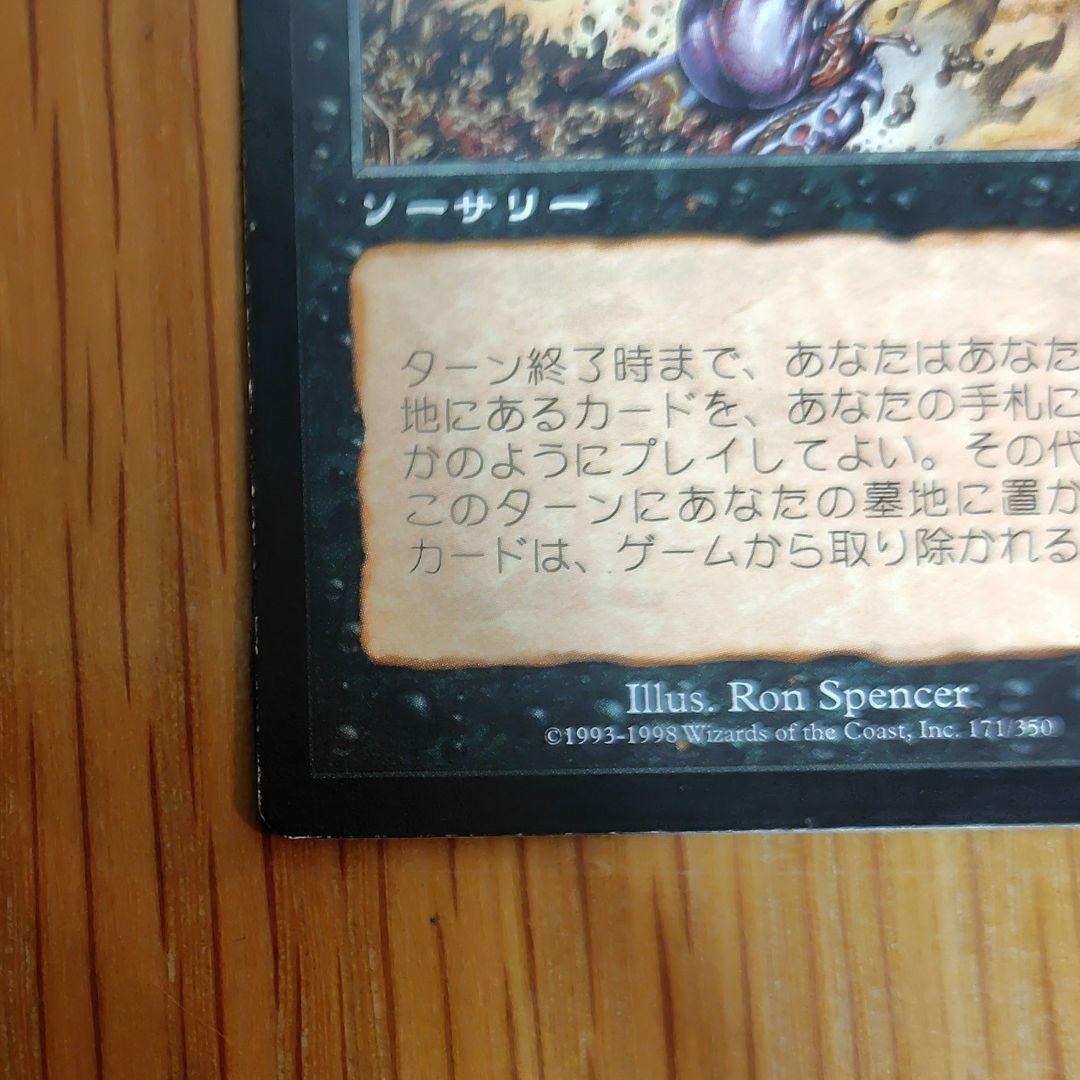 ソーサリー
ターン終了時まで、あなたはあなた
地にあるカードを、あなたの手札に
かのようにプレイしてよい。その代
このターンにあなたの墓地に置か
カードは、ゲームから取り除かれる
Illus. Ron Spencer
©1993-1998 Wizards of the Coast, Inc. 171/350